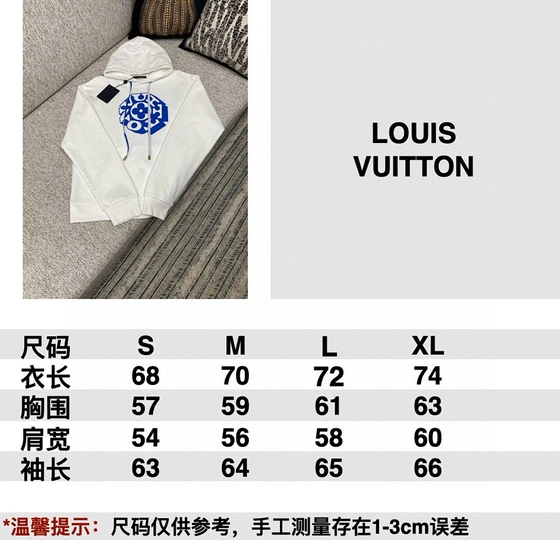 LOUIS
VUITTON
尺码 S M L XL
衣长 68 70 72 74
胸围 57 59 61 63
肩宽 54 56 58 60
袖长 63 64 65 66
*温馨提示：尺码仅供参考，手工测量存在1-3cm误差